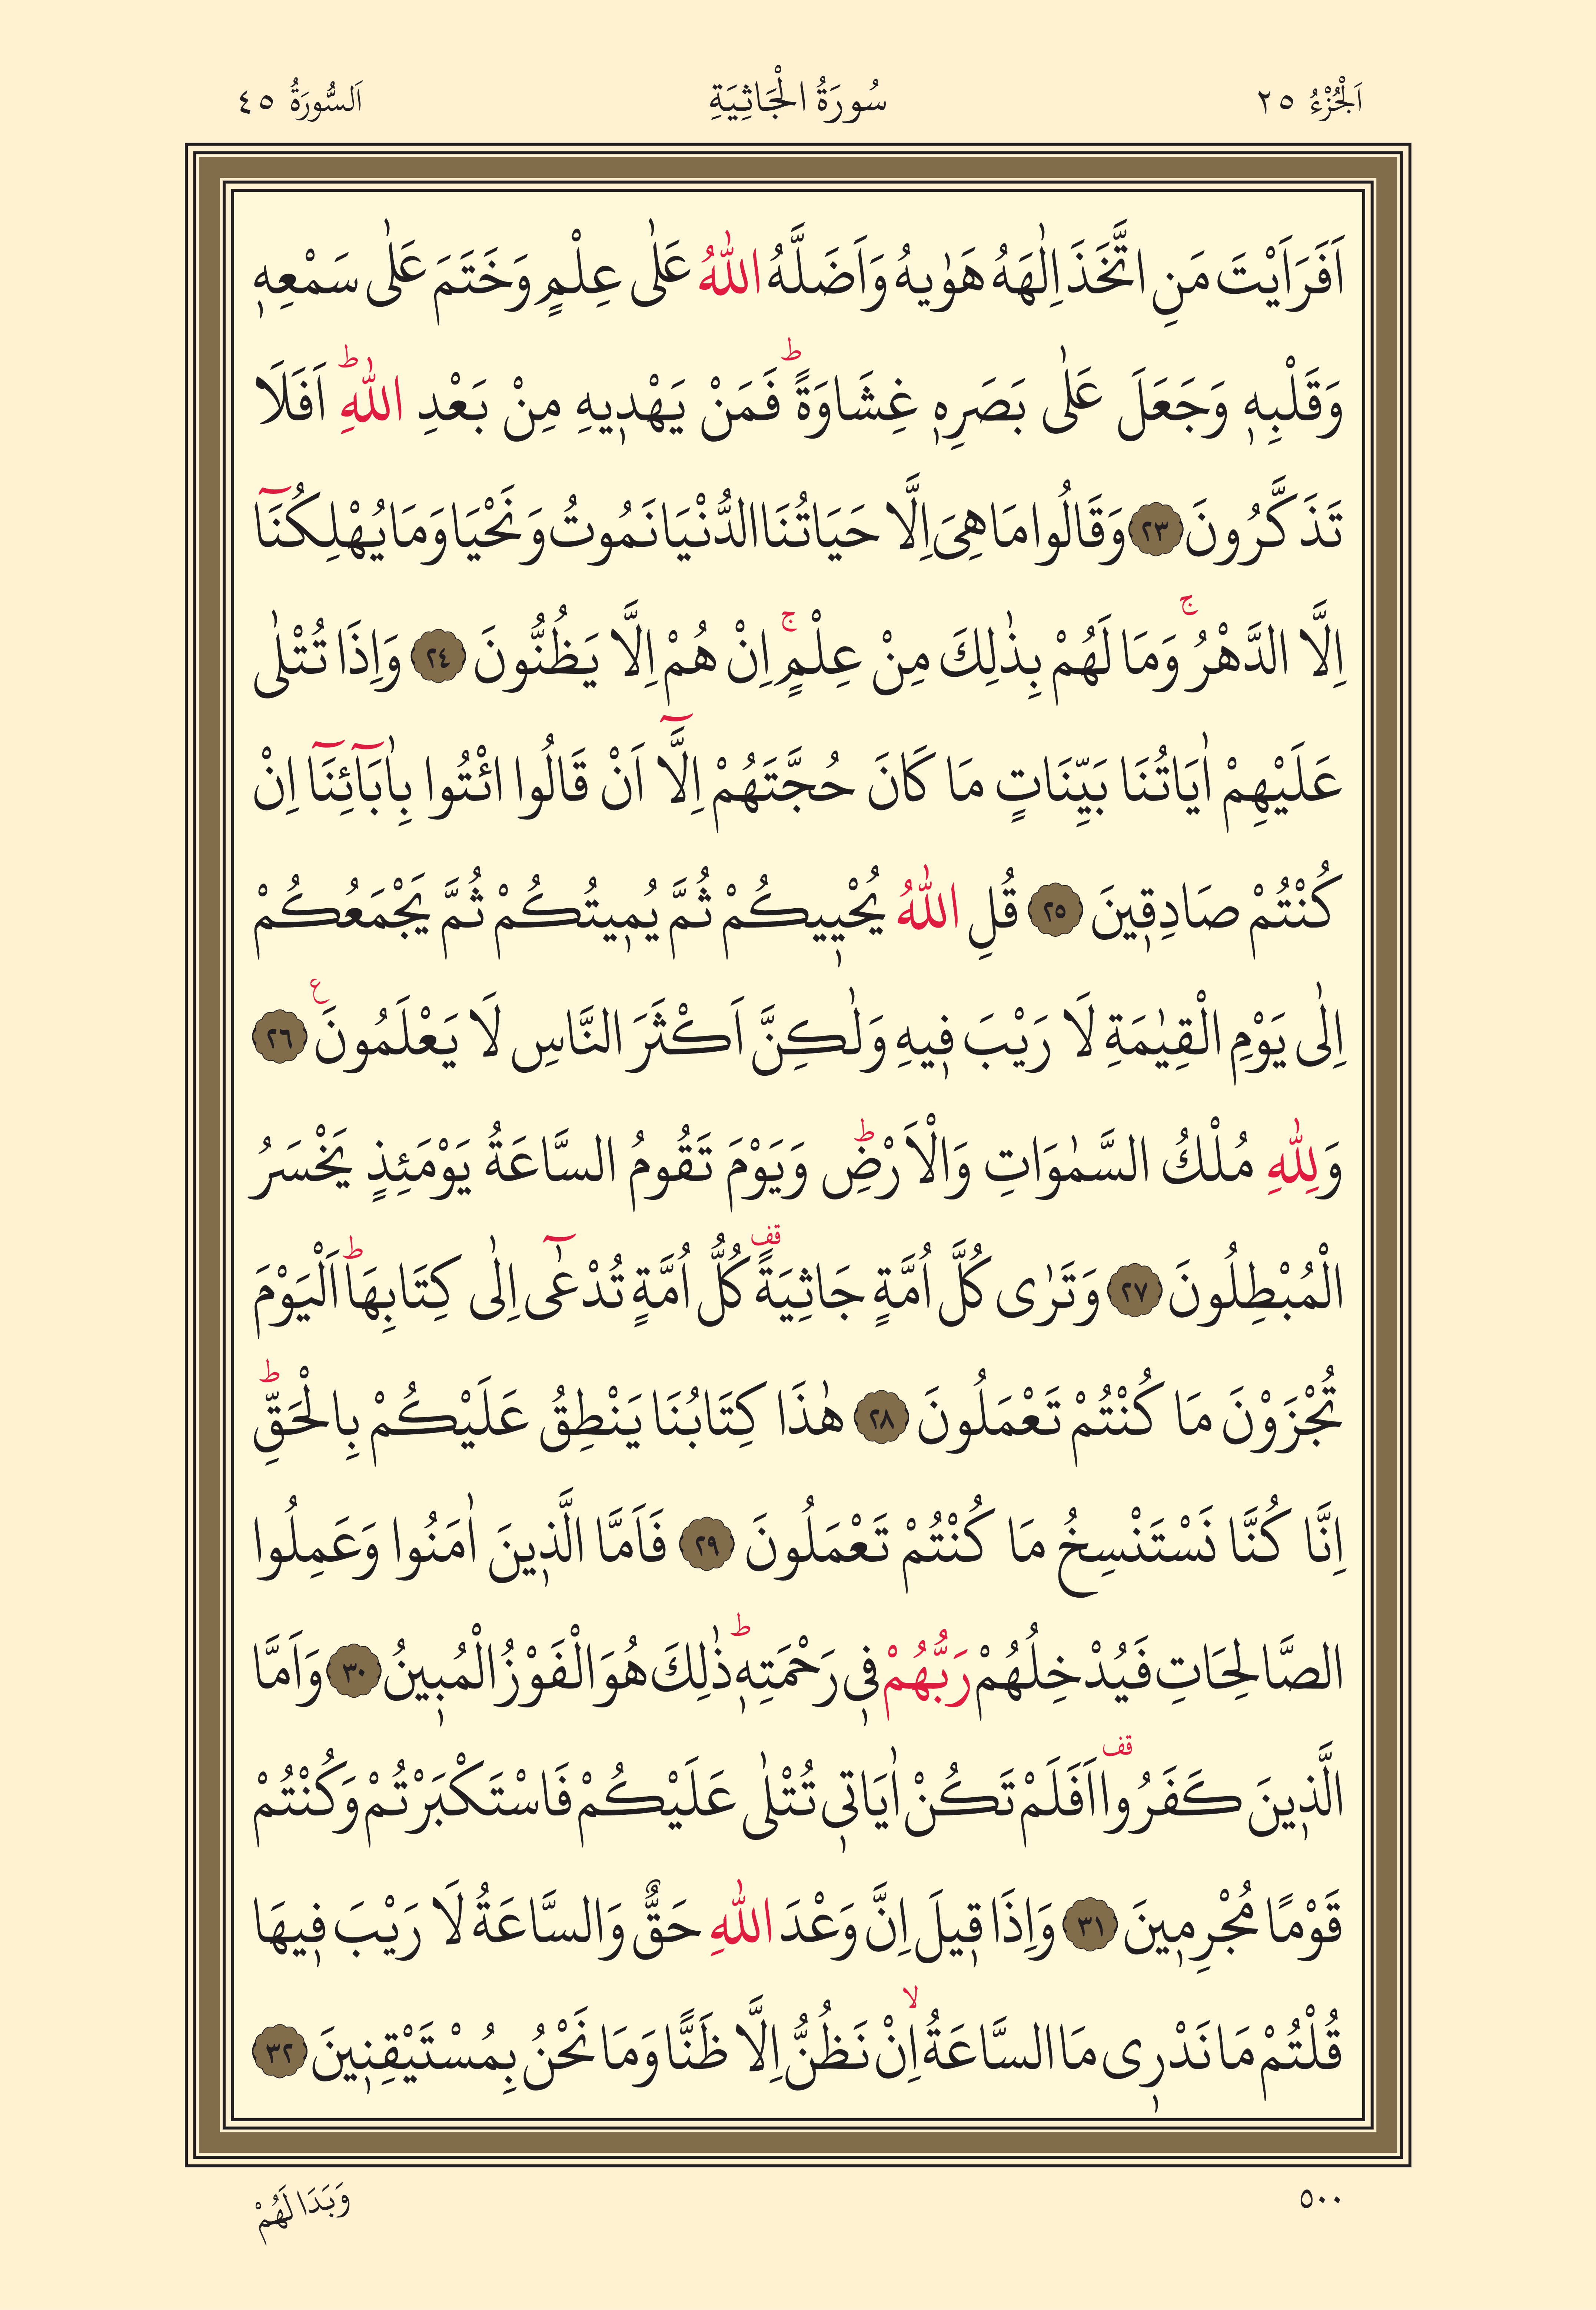 اَلْجُزْءُ ٢٥
سُورَةُ الْجَاثِيَةِ
اَلسُّورَةُ ٤٥
اَفَرَاَيْتَ مَنِ اتَّخَذَ اِلٰهَهُ هَوٰيهُ وَاَضَلَّهُ اللّٰهُ عَلٰى عِلْمٍ وَخَتَمَ عَلٰى سَمْعِهٖ
وَقَلْبِهٖ وَجَعَلَ عَلٰى بَصَرِهٖ غِشَاوَةًۜ فَمَنْ يَهْدٖيهِ مِنْ بَعْدِ اللّٰهِۜ اَفَلَا
تَذَكَّرُونَ ﴿٢٣﴾ وَقَالُوا مَا هِىَ اِلَّا حَيَاتُنَا الدُّنْيَا نَمُوتُ وَنَحْيَا وَمَا يُهْلِكُنَٓا
اِلَّا الدَّهْرُۚ وَمَا لَهُمْ بِذٰلِكَ مِنْ عِلْمٍۚ اِنْ هُمْ اِلَّا يَظُنُّونَ ﴿٢٤﴾ وَاِذَا تُتْلٰى
عَلَيْهِمْ اٰيَاتُنَا بَيِّنَاتٍ مَا كَانَ حُجَّتَهُمْ اِلَّٓا اَنْ قَالُوا ائْتُوا بِاٰبَٓائِنَٓا اِنْ
كُنْتُمْ صَادِقٖينَ ﴿٢٥﴾ قُلِ اللّٰهُ يُحْيٖيكُمْ ثُمَّ يُمٖيتُكُمْ ثُمَّ يَجْمَعُكُمْ
اِلٰى يَوْمِ الْقِيٰمَةِ لَا رَيْبَ فٖيهِ وَلٰكِنَّ اَكْثَرَ النَّاسِ لَا يَعْلَمُونَ ع ﴿٢٦﴾
وَلِلّٰهِ مُلْكُ السَّمٰوَاتِ وَالْاَرْضِۜ وَيَوْمَ تَقُومُ السَّاعَةُ يَوْمَئِذٍ يَخْسَرُ
الْمُبْطِلُونَ ﴿٢٧﴾ وَتَرٰى كُلَّ اُمَّةٍ جَاثِيَةً قف كُلُّ اُمَّةٍ تُدْعٰٓى اِلٰى كِتَابِهَاۜ اَلْيَوْمَ
تُجْزَوْنَ مَا كُنْتُمْ تَعْمَلُونَ ﴿٢٨﴾ هٰذَا كِتَابُنَا يَنْطِقُ عَلَيْكُمْ بِالْحَقِّۜ
اِنَّا كُنَّا نَسْتَنْسِخُ مَا كُنْتُمْ تَعْمَلُونَ ﴿٢٩﴾ فَاَمَّا الَّذٖينَ اٰمَنُوا وَعَمِلُوا
الصَّالِحَاتِ فَيُدْخِلُهُمْ رَبُّهُمْ فٖى رَحْمَتِهٖۜ ذٰلِكَ هُوَ الْفَوْزُ الْمُبٖينُ ﴿٣٠﴾ وَاَمَّا
الَّذٖينَ كَفَرُوا قف اَفَلَمْ تَكُنْ اٰيَاتٖى تُتْلٰى عَلَيْكُمْ فَاسْتَكْبَرْتُمْ وَكُنْتُمْ
قَوْمًا مُجْرِمٖينَ ﴿٣١﴾ وَاِذَا قٖيلَ اِنَّ وَعْدَ اللّٰهِ حَقٌّ وَالسَّاعَةُ لَا رَيْبَ فٖيهَا
قُلْتُمْ مَا نَدْرٖى مَا السَّاعَةُۙ اِنْ نَظُنُّ اِلَّا ظَنًّا وَمَا نَحْنُ بِمُسْتَيْقِنٖينَ ﴿٣٢﴾
٥٠٠
وَبَدَا لَهُمْ